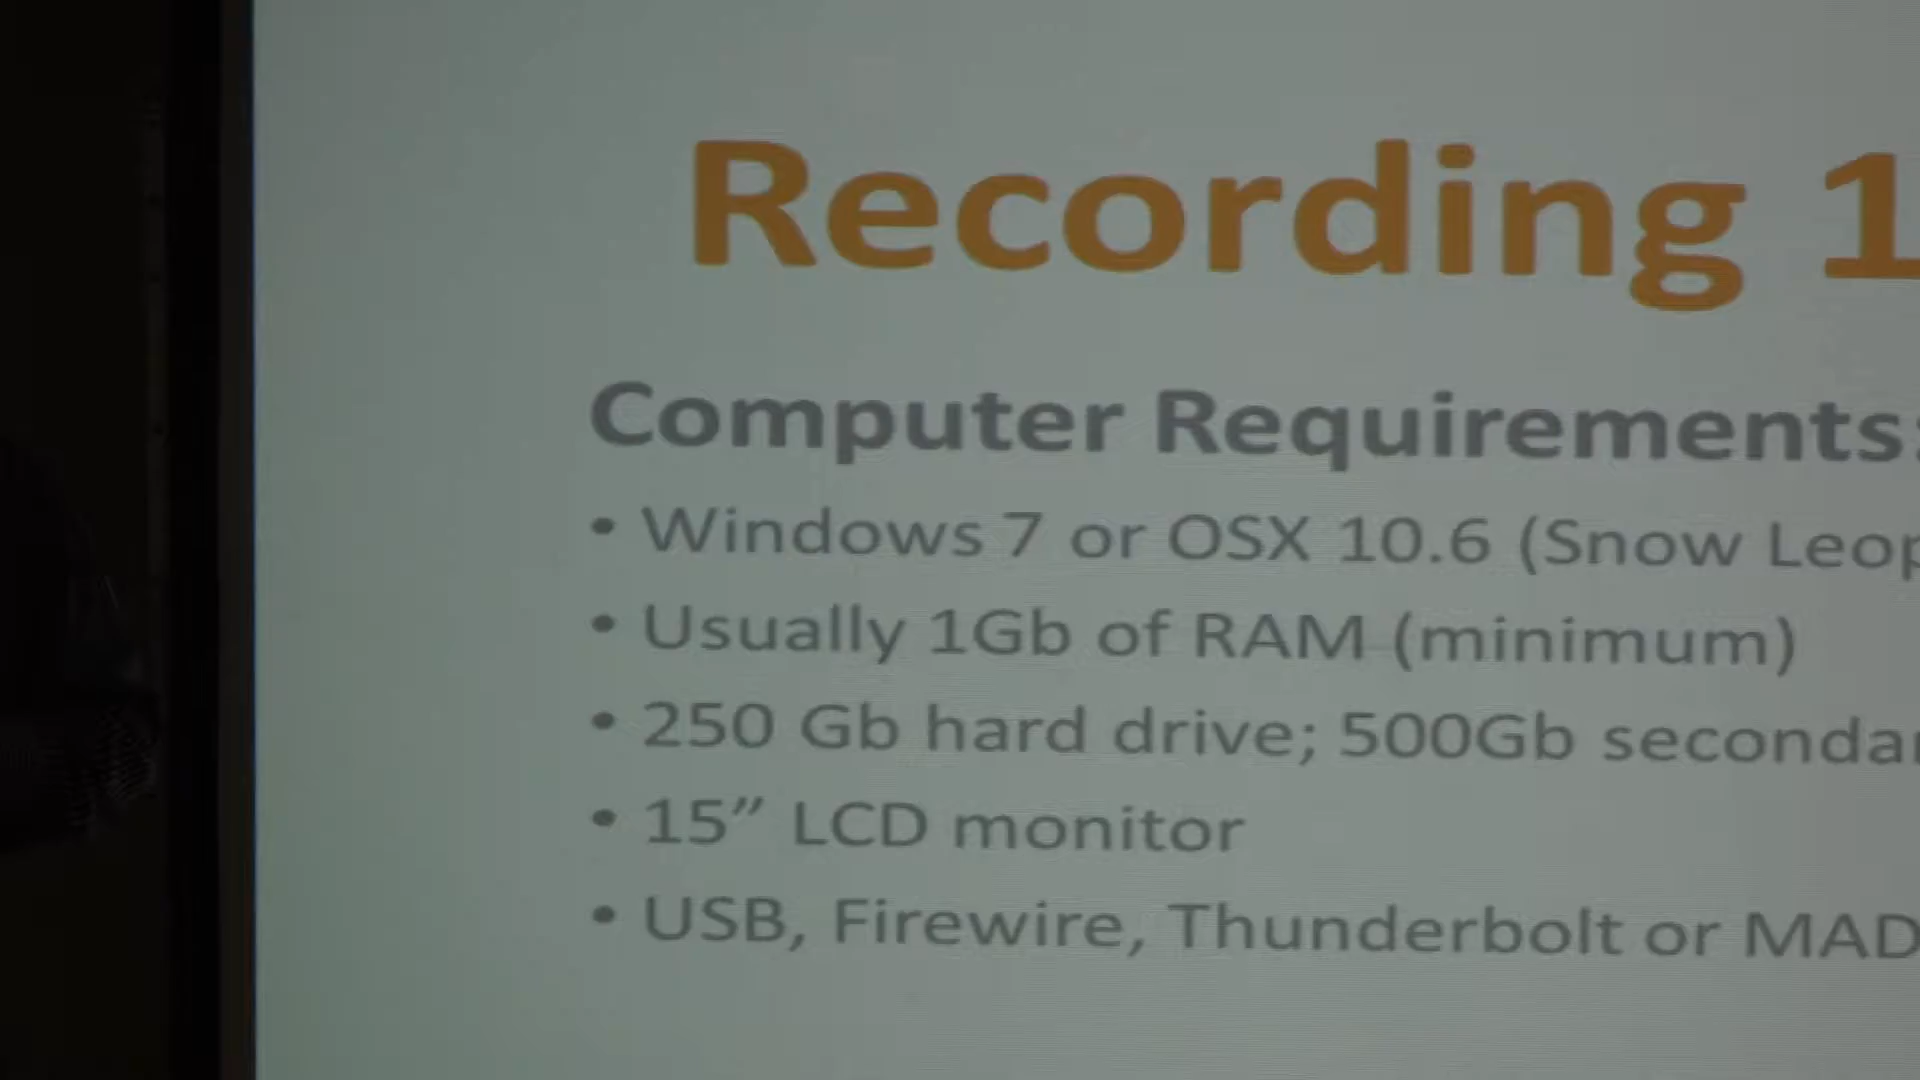 Recording 1
Computer Requirements:
• Windows 7 or OSX 10.6 (Snow Leop
• Usually 1Gb of RAM (minimum)
• 250 Gb hard drive; 500Gb secondar
• 15” LCD monitor
• USB, Firewire, Thunderbolt or MAD